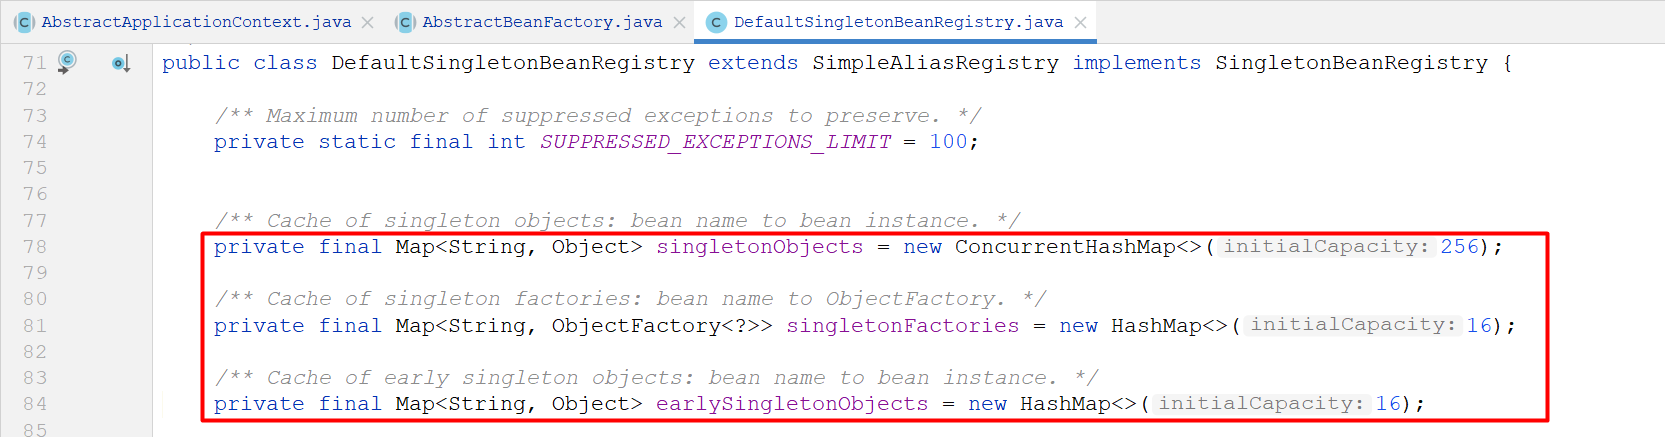 AbstractApplicationContext.java AbstractBeanFactory.java DefaultSingletonBeanRegistry.java
71 public class DefaultSingletonBeanRegistry extends SimpleAliasRegistry implements SingletonBeanRegistry {
72
73 /** Maximum number of suppressed exceptions to preserve. */
74 private static final int SUPPRESSED_EXCEPTIONS_LIMIT = 100;
75
76
77 /** Cache of singleton objects: bean name to bean instance. */
78 private final Map<String, Object> singletonObjects = new ConcurrentHashMap<>( initialCapacity: 256);
79
80 /** Cache of singleton factories: bean name to ObjectFactory. */
81 private final Map<String, ObjectFactory<?>> singletonFactories = new HashMap<>( initialCapacity: 16);
82
83 /** Cache of early singleton objects: bean name to bean instance. */
84 private final Map<String, Object> earlySingletonObjects = new HashMap<>( initialCapacity: 16);
85